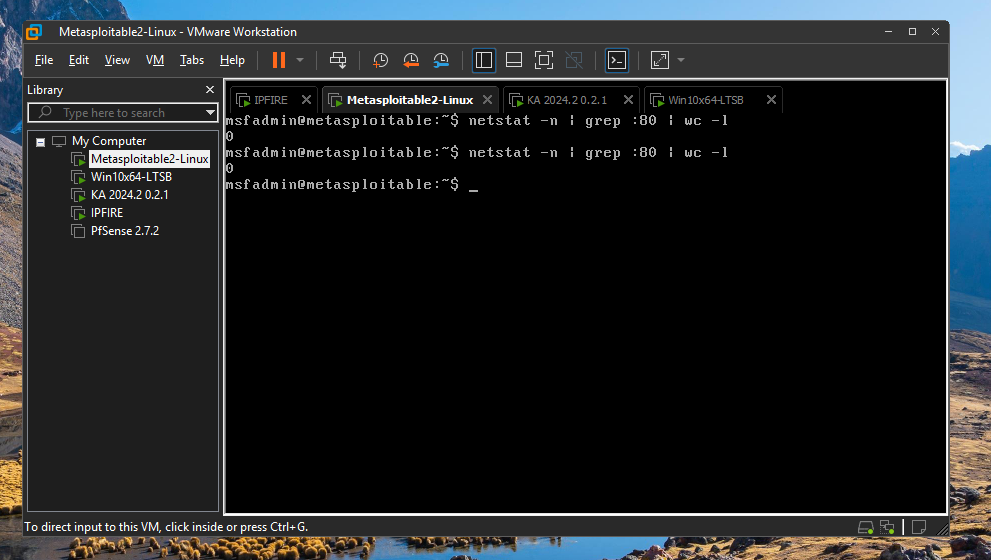 Metasploitable2-Linux - VMware Workstation
File Edit View VM Tabs Help
Library
Type here to search
My Computer
Metasploitable2-Linux
Win10x64-LTSB
KA 2024.2 0.2.1
IPFIRE
PfSense 2.7.2
IPFIRE Metasploitable2-Linux KA 2024.2 0.2.1 Win10x64-LTSB
msfadmin@metasploitable:~$ netstat -n | grep :80 | wc -l
0
msfadmin@metasploitable:~$ netstat -n | grep :80 | wc -l
0
msfadmin@metasploitable:~$ _
To direct input to this VM, click inside or press Ctrl+G.